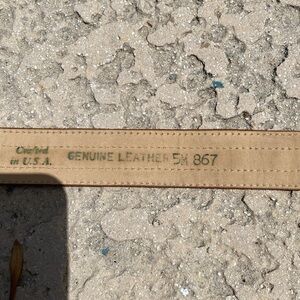 Crafted
in U.S.A.
GENUINE LEATHER 5M 867